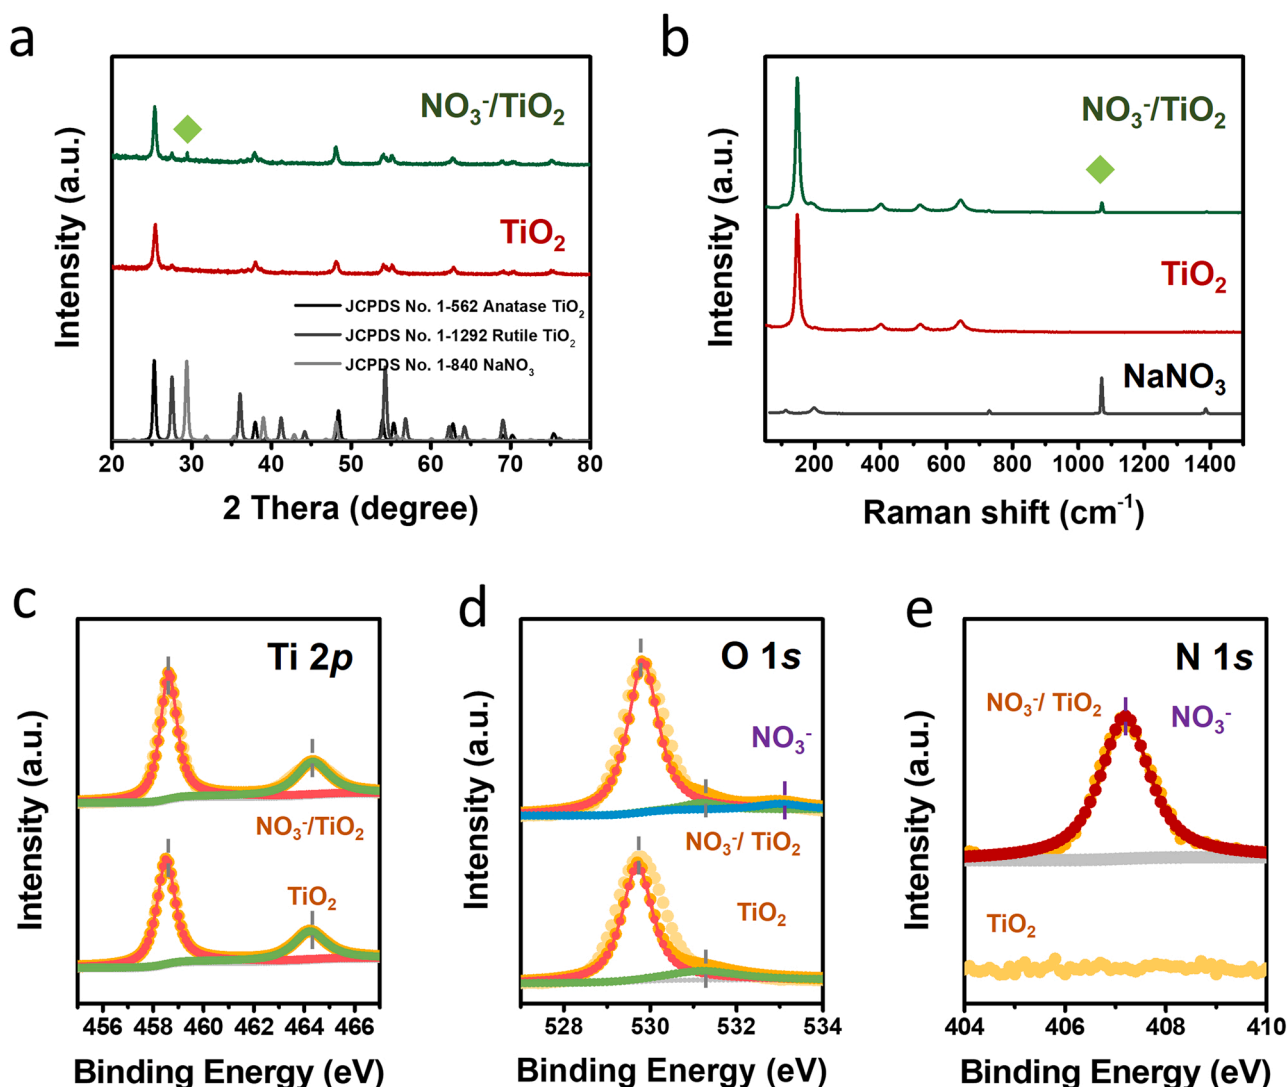 a
NO₃⁻/TiO₂
TiO₂
JCPDS No. 1-562 Anatase TiO₂
JCPDS No. 1-1292 Rutile TiO₂
JCPDS No. 1-840 NaNO₃
20 30 40 50 60 70 80
2 Thera (degree)
Intensity (a.u.)
b
NO₃⁻/TiO₂
TiO₂
NaNO₃
200 400 600 800 1000 1200 1400
Raman shift (cm⁻¹)
Intensity (a.u.)
c
Ti 2p
NO₃⁻/TiO₂
TiO₂
456 458 460 462 464 466
Binding Energy (eV)
Intensity (a.u.)
d
O 1s
NO₃⁻
NO₃⁻/ TiO₂
TiO₂
528 530 532 534
Binding Energy (eV)
Intensity (a.u.)
e
N 1s
NO₃⁻/ TiO₂
NO₃⁻
TiO₂
404 406 408 410
Binding Energy (eV)
Intensity (a.u.)